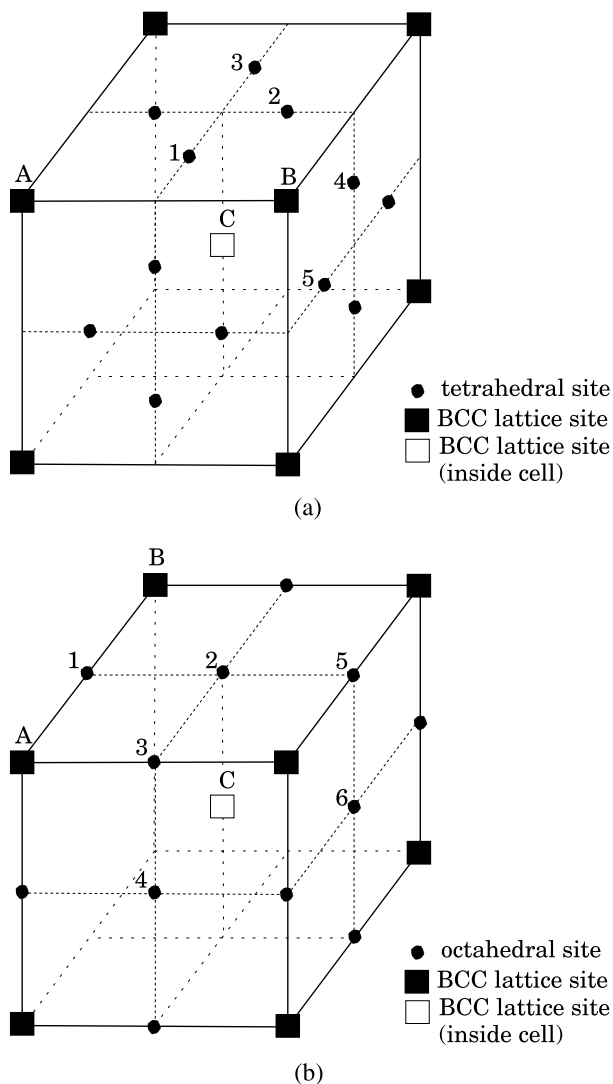 3
2
1
A
B
4
C
5
tetrahedral site
BCC lattice site
BCC lattice site
(inside cell)
(a)
B
1
2
5
A
3
C
6
4
octahedral site
BCC lattice site
BCC lattice site
(inside cell)
(b)